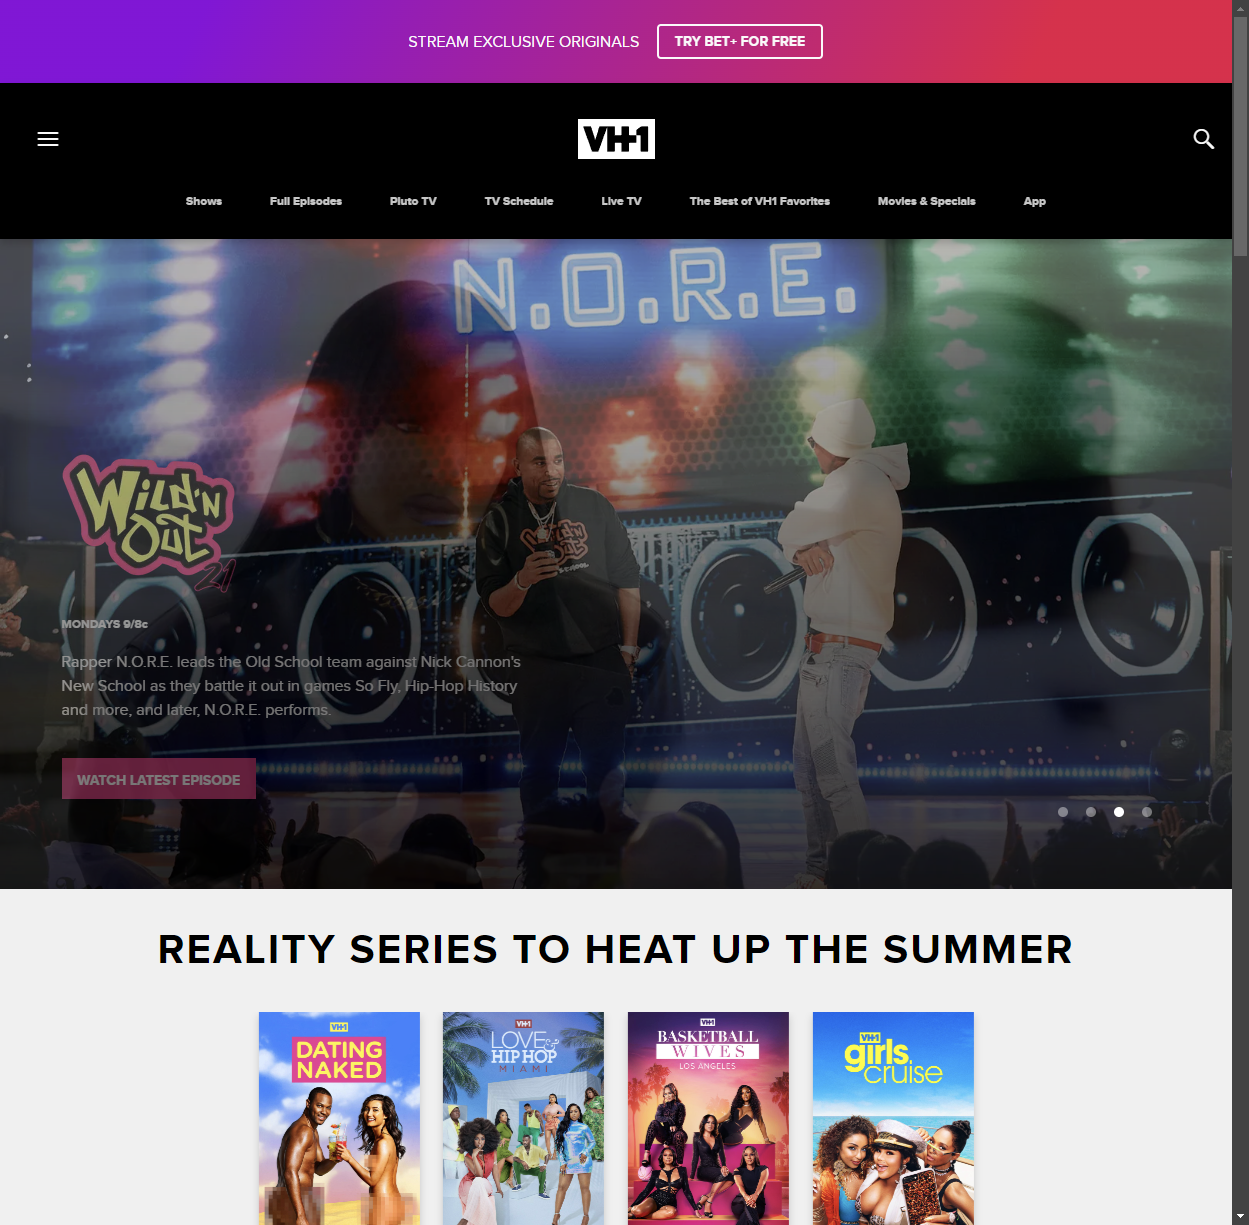 STREAM EXCLUSIVE ORIGINALS
TRY BET+ FOR FREE
VH1
Shows
Full Episodes
Pluto TV
TV Schedule
Live TV
The Best of VH1 Favorites
Movies & Specials
App
N.O.R.E.
WiLd'N
Out
21
MONDAYS 9/8c
Rapper N.O.R.E. leads the Old School team against Nick Cannon's
New School as they battle it out in games So Fly, Hip-Hop History
and more, and later, N.O.R.E. performs.
WATCH LATEST EPISODE
REALITY SERIES TO HEAT UP THE SUMMER
VH1
DATING
NAKED
VH1
LOVE &
HIP HOP
MIAMI
VH1
BASKETBALL
WIVES
LOS ANGELES
VH1
girls
cruise